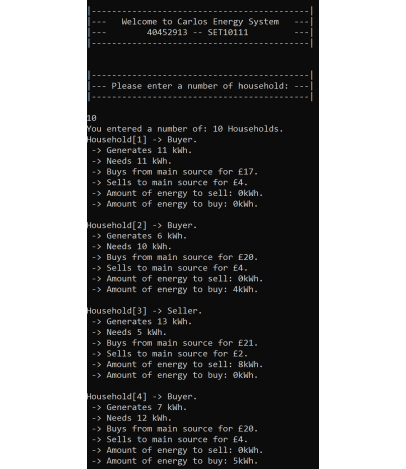 |-----------------------------------------|
|---   Welcome to Carlos Energy System   ---|
|---        40452913 -- SET10111         ---|
|-----------------------------------------|
|-----------------------------------------|
|--- Please enter a number of household: ---|
|-----------------------------------------|
10
You entered a number of: 10 Households.
Household[1] -> Buyer.
-> Generates 11 kWh.
-> Needs 11 kWh.
-> Buys from main source for £17.
-> Sells to main source for £4.
-> Amount of energy to sell: 0kWh.
-> Amount of energy to buy: 0kWh.
Household[2] -> Buyer.
-> Generates 6 kWh.
-> Needs 10 kWh.
-> Buys from main source for £20.
-> Sells to main source for £4.
-> Amount of energy to sell: 0kWh.
-> Amount of energy to buy: 4kWh.
Household[3] -> Seller.
-> Generates 13 kWh.
-> Needs 5 kWh.
-> Buys from main source for £21.
-> Sells to main source for £2.
-> Amount of energy to sell: 8kWh.
-> Amount of energy to buy: 0kWh.
Household[4] -> Buyer.
-> Generates 7 kWh.
-> Needs 12 kWh.
-> Buys from main source for £20.
-> Sells to main source for £4.
-> Amount of energy to sell: 0kWh.
-> Amount of energy to buy: 5kWh.